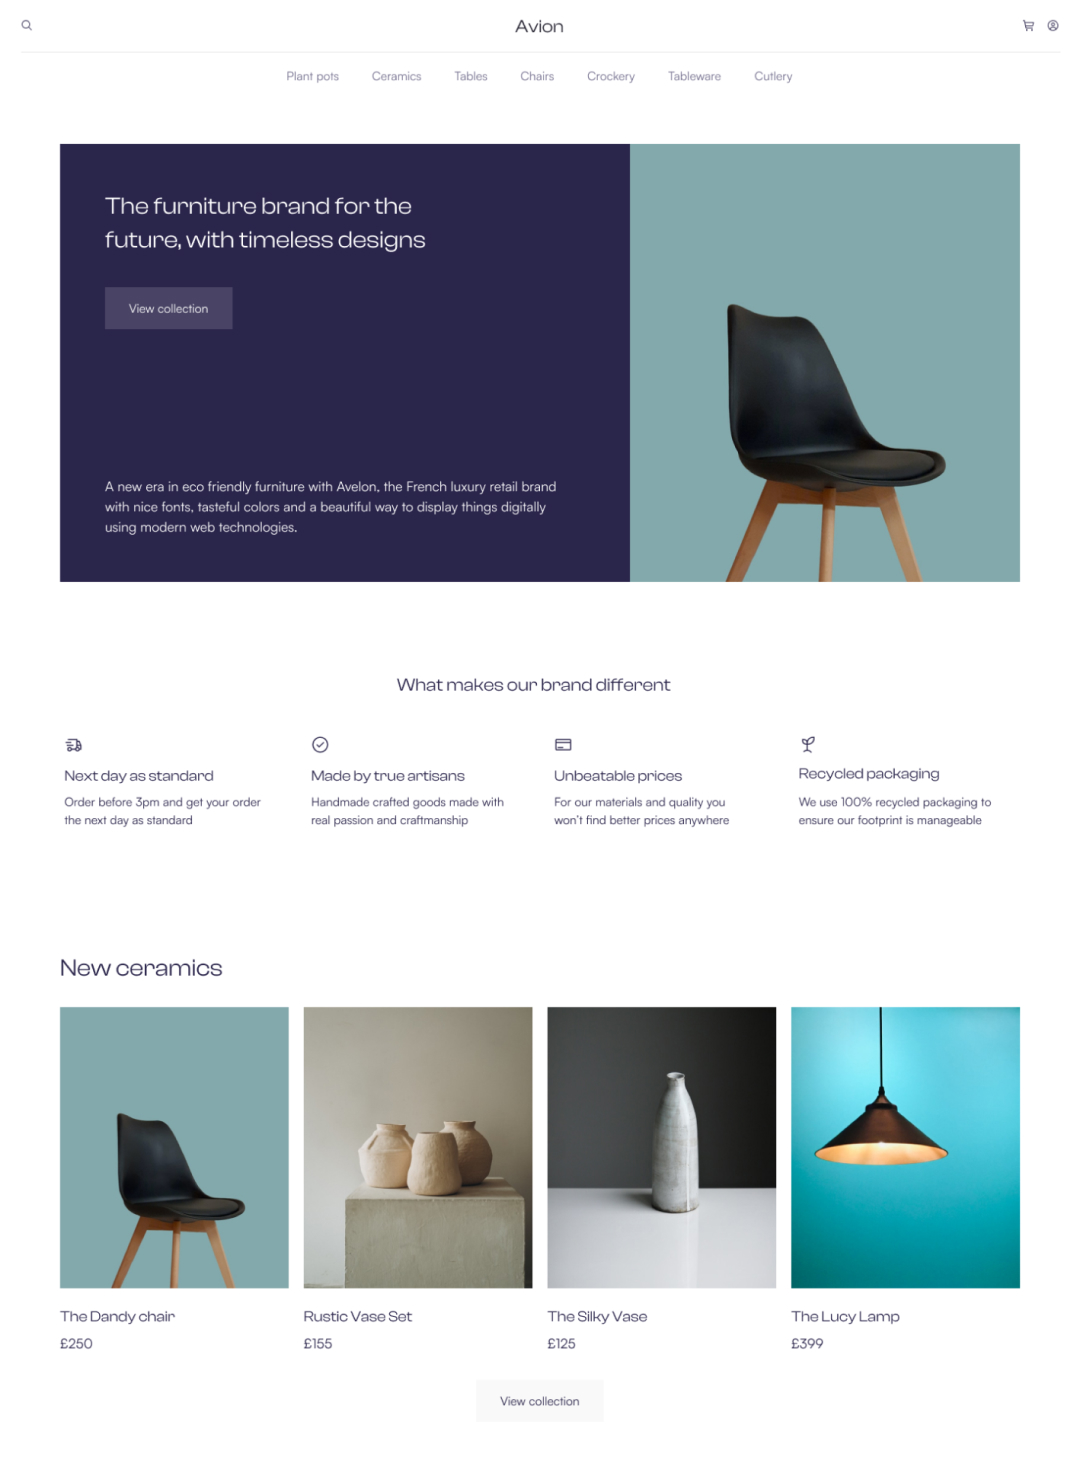 Avion
Plant pots
Ceramics
Tables
Chairs
Crockery
Tableware
Cutlery
The furniture brand for the
future, with timeless designs
View collection
A new era in eco friendly furniture with Avelon, the French luxury retail brand
with nice fonts, tasteful colors and a beautiful way to display things digitally
using modern web technologies.
What makes our brand different
Next day as standard
Order before 3pm and get your order
the next day as standard
Made by true artisans
Handmade crafted goods made with
real passion and craftmanship
Unbeatable prices
For our materials and quality you
won't find better prices anywhere
Recycled packaging
We use 100% recycled packaging to
ensure our footprint is manageable
New ceramics
The Dandy chair
£250
Rustic Vase Set
£155
The Silky Vase
£125
The Lucy Lamp
£399
View collection